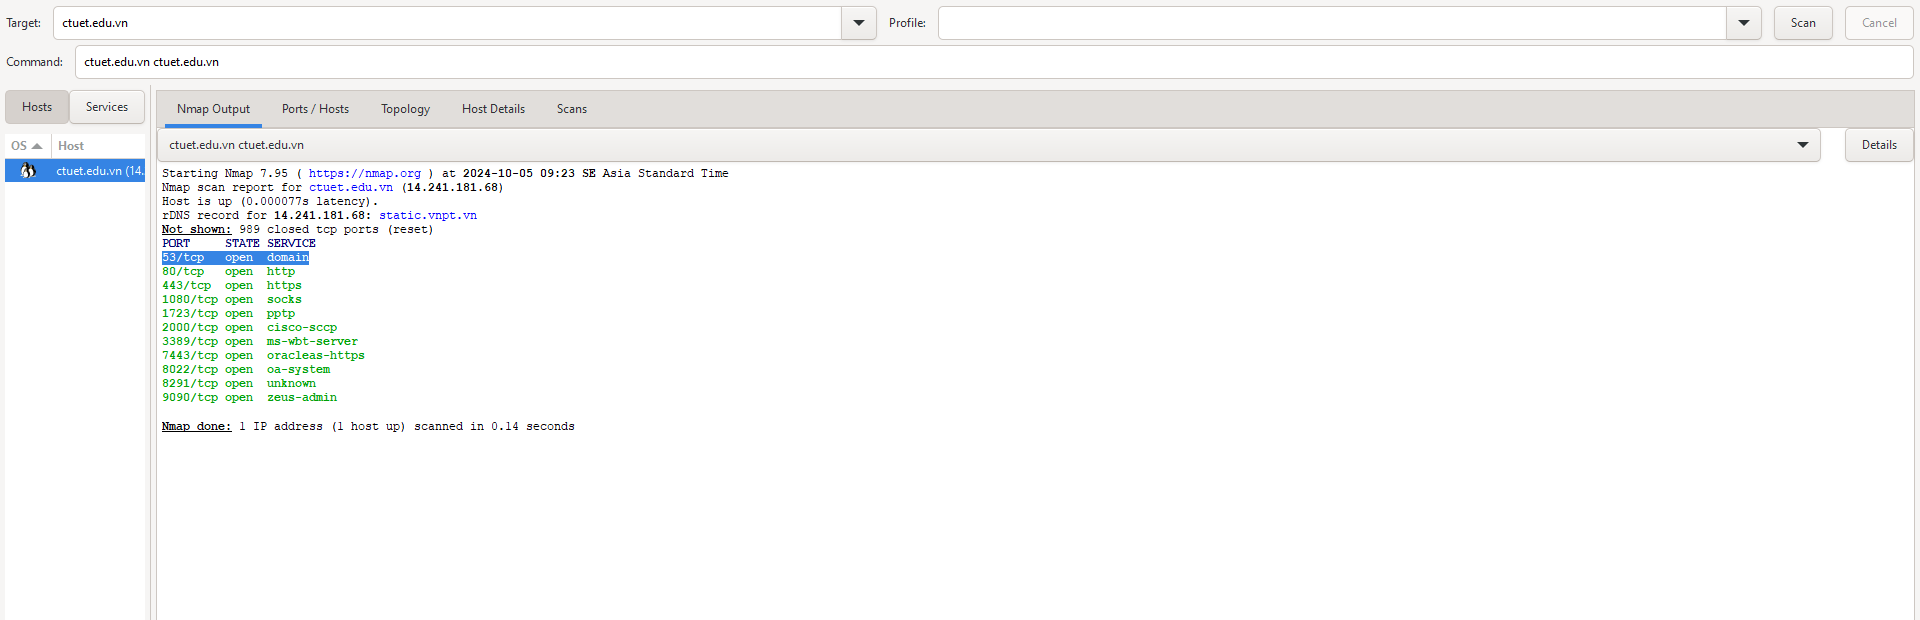 Target: ctuet.edu.vn Profile: Scan Cancel
Command: ctuet.edu.vn ctuet.edu.vn
Hosts Services Nmap Output Ports / Hosts Topology Host Details Scans
OS Host ctuet.edu.vn ctuet.edu.vn Details
ctuet.edu.vn (14.
Starting Nmap 7.95 ( https://nmap.org ) at 2024-10-05 09:23 SE Asia Standard Time
Nmap scan report for ctuet.edu.vn (14.241.181.68)
Host is up (0.000077s latency).
rDNS record for 14.241.181.68: static.vnpt.vn
Not shown: 989 closed tcp ports (reset)
PORT STATE SERVICE
53/tcp open domain
80/tcp open http
443/tcp open https
1080/tcp open socks
1723/tcp open pptp
2000/tcp open cisco-sccp
3389/tcp open ms-wbt-server
7443/tcp open oracleas-https
8022/tcp open oa-system
8291/tcp open unknown
9090/tcp open zeus-admin
Nmap done: 1 IP address (1 host up) scanned in 0.14 seconds